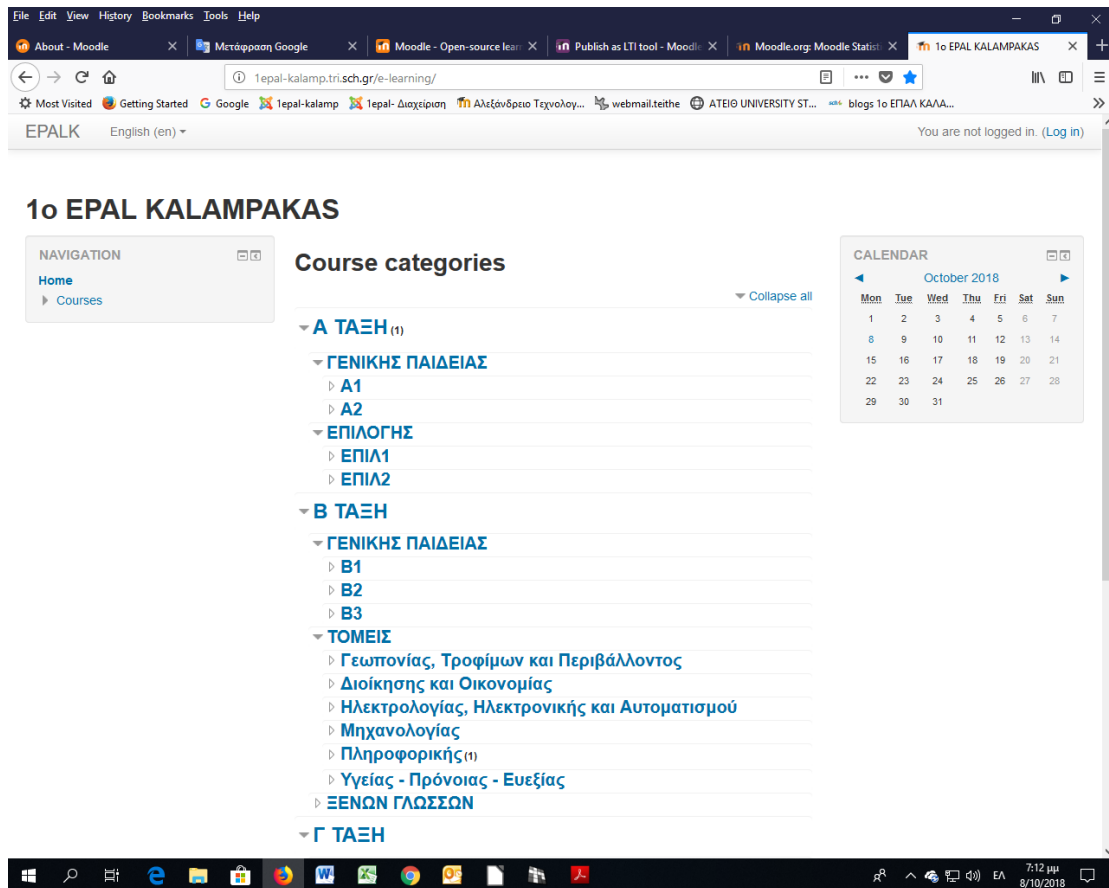 File Edit View History Bookmarks Tools Help
About - Moodle
Μετάφραση Google
Moodle - Open-source learn
Publish as LTI tool - Moodle
Moodle.org: Moodle Statisti
1o EPAL KALAMPAKAS
1epal-kalamp.tri.sch.gr/e-learning/
Most Visited Getting Started Google 1epal-kalamp 1epal- Διαχείριση Αλεξάνδρειο Τεχνολογ... webmail.teithe ΑΤΕΙΘ UNIVERSITY ST... blogs 1o ΕΠΑΛ ΚΑΛΑ...
EPALK English (en) You are not logged in. (Log in)
1o EPAL KALAMPAKAS
NAVIGATION
Home
Courses
Course categories
Collapse all
Α ΤΑΞΗ (1)
ΓΕΝΙΚΗΣ ΠΑΙΔΕΙΑΣ
Α1
Α2
ΕΠΙΛΟΓΗΣ
ΕΠΙΛ1
ΕΠΙΛ2
Β ΤΑΞΗ
ΓΕΝΙΚΗΣ ΠΑΙΔΕΙΑΣ
Β1
Β2
Β3
ΤΟΜΕΙΣ
Γεωπονίας, Τροφίμων και Περιβάλλοντος
Διοίκησης και Οικονομίας
Ηλεκτρολογίας, Ηλεκτρονικής και Αυτοματισμού
Μηχανολογίας
Πληροφορικής (1)
Υγείας - Πρόνοιας - Ευεξίας
ΞΕΝΩΝ ΓΛΩΣΣΩΝ
Γ ΤΑΞΗ
CALENDAR
October 2018
Mon Tue Wed Thu Fri Sat Sun
1 2 3 4 5 6 7
8 9 10 11 12 13 14
15 16 17 18 19 20 21
22 23 24 25 26 27 28
29 30 31
ΕΛ
7:12 μμ
8/10/2018